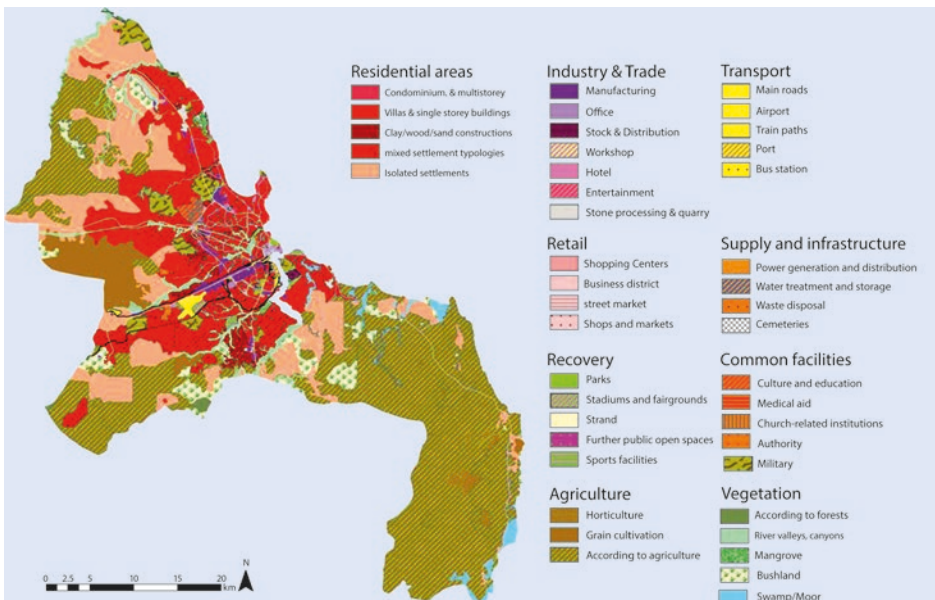 Residential areas
Condominium. & multistorey
Villas & single storey buildings
Clay/wood/sand constructions
mixed settlement typologies
Isolated settlements
Industry & Trade
Manufacturing
Office
Stock & Distribution
Workshop
Hotel
Entertainment
Stone processing & quarry
Transport
Main roads
Airport
Train paths
Port
Bus station
Retail
Shopping Centers
Business district
street market
Shops and markets
Supply and infrastructure
Power generation and distribution
Water treatment and storage
Waste disposal
Cemeteries
Recovery
Parks
Stadiums and fairgrounds
Strand
Further public open spaces
Sports facilities
Common facilities
Culture and education
Medical aid
Church-related institutions
Authority
Military
Agriculture
Horticulture
Grain cultivation
According to agriculture
Vegetation
According to forests
River valleys, canyons
Mangrove
Bushland
Swamp/Moor
0 2.5 5 10 15 20
km
N